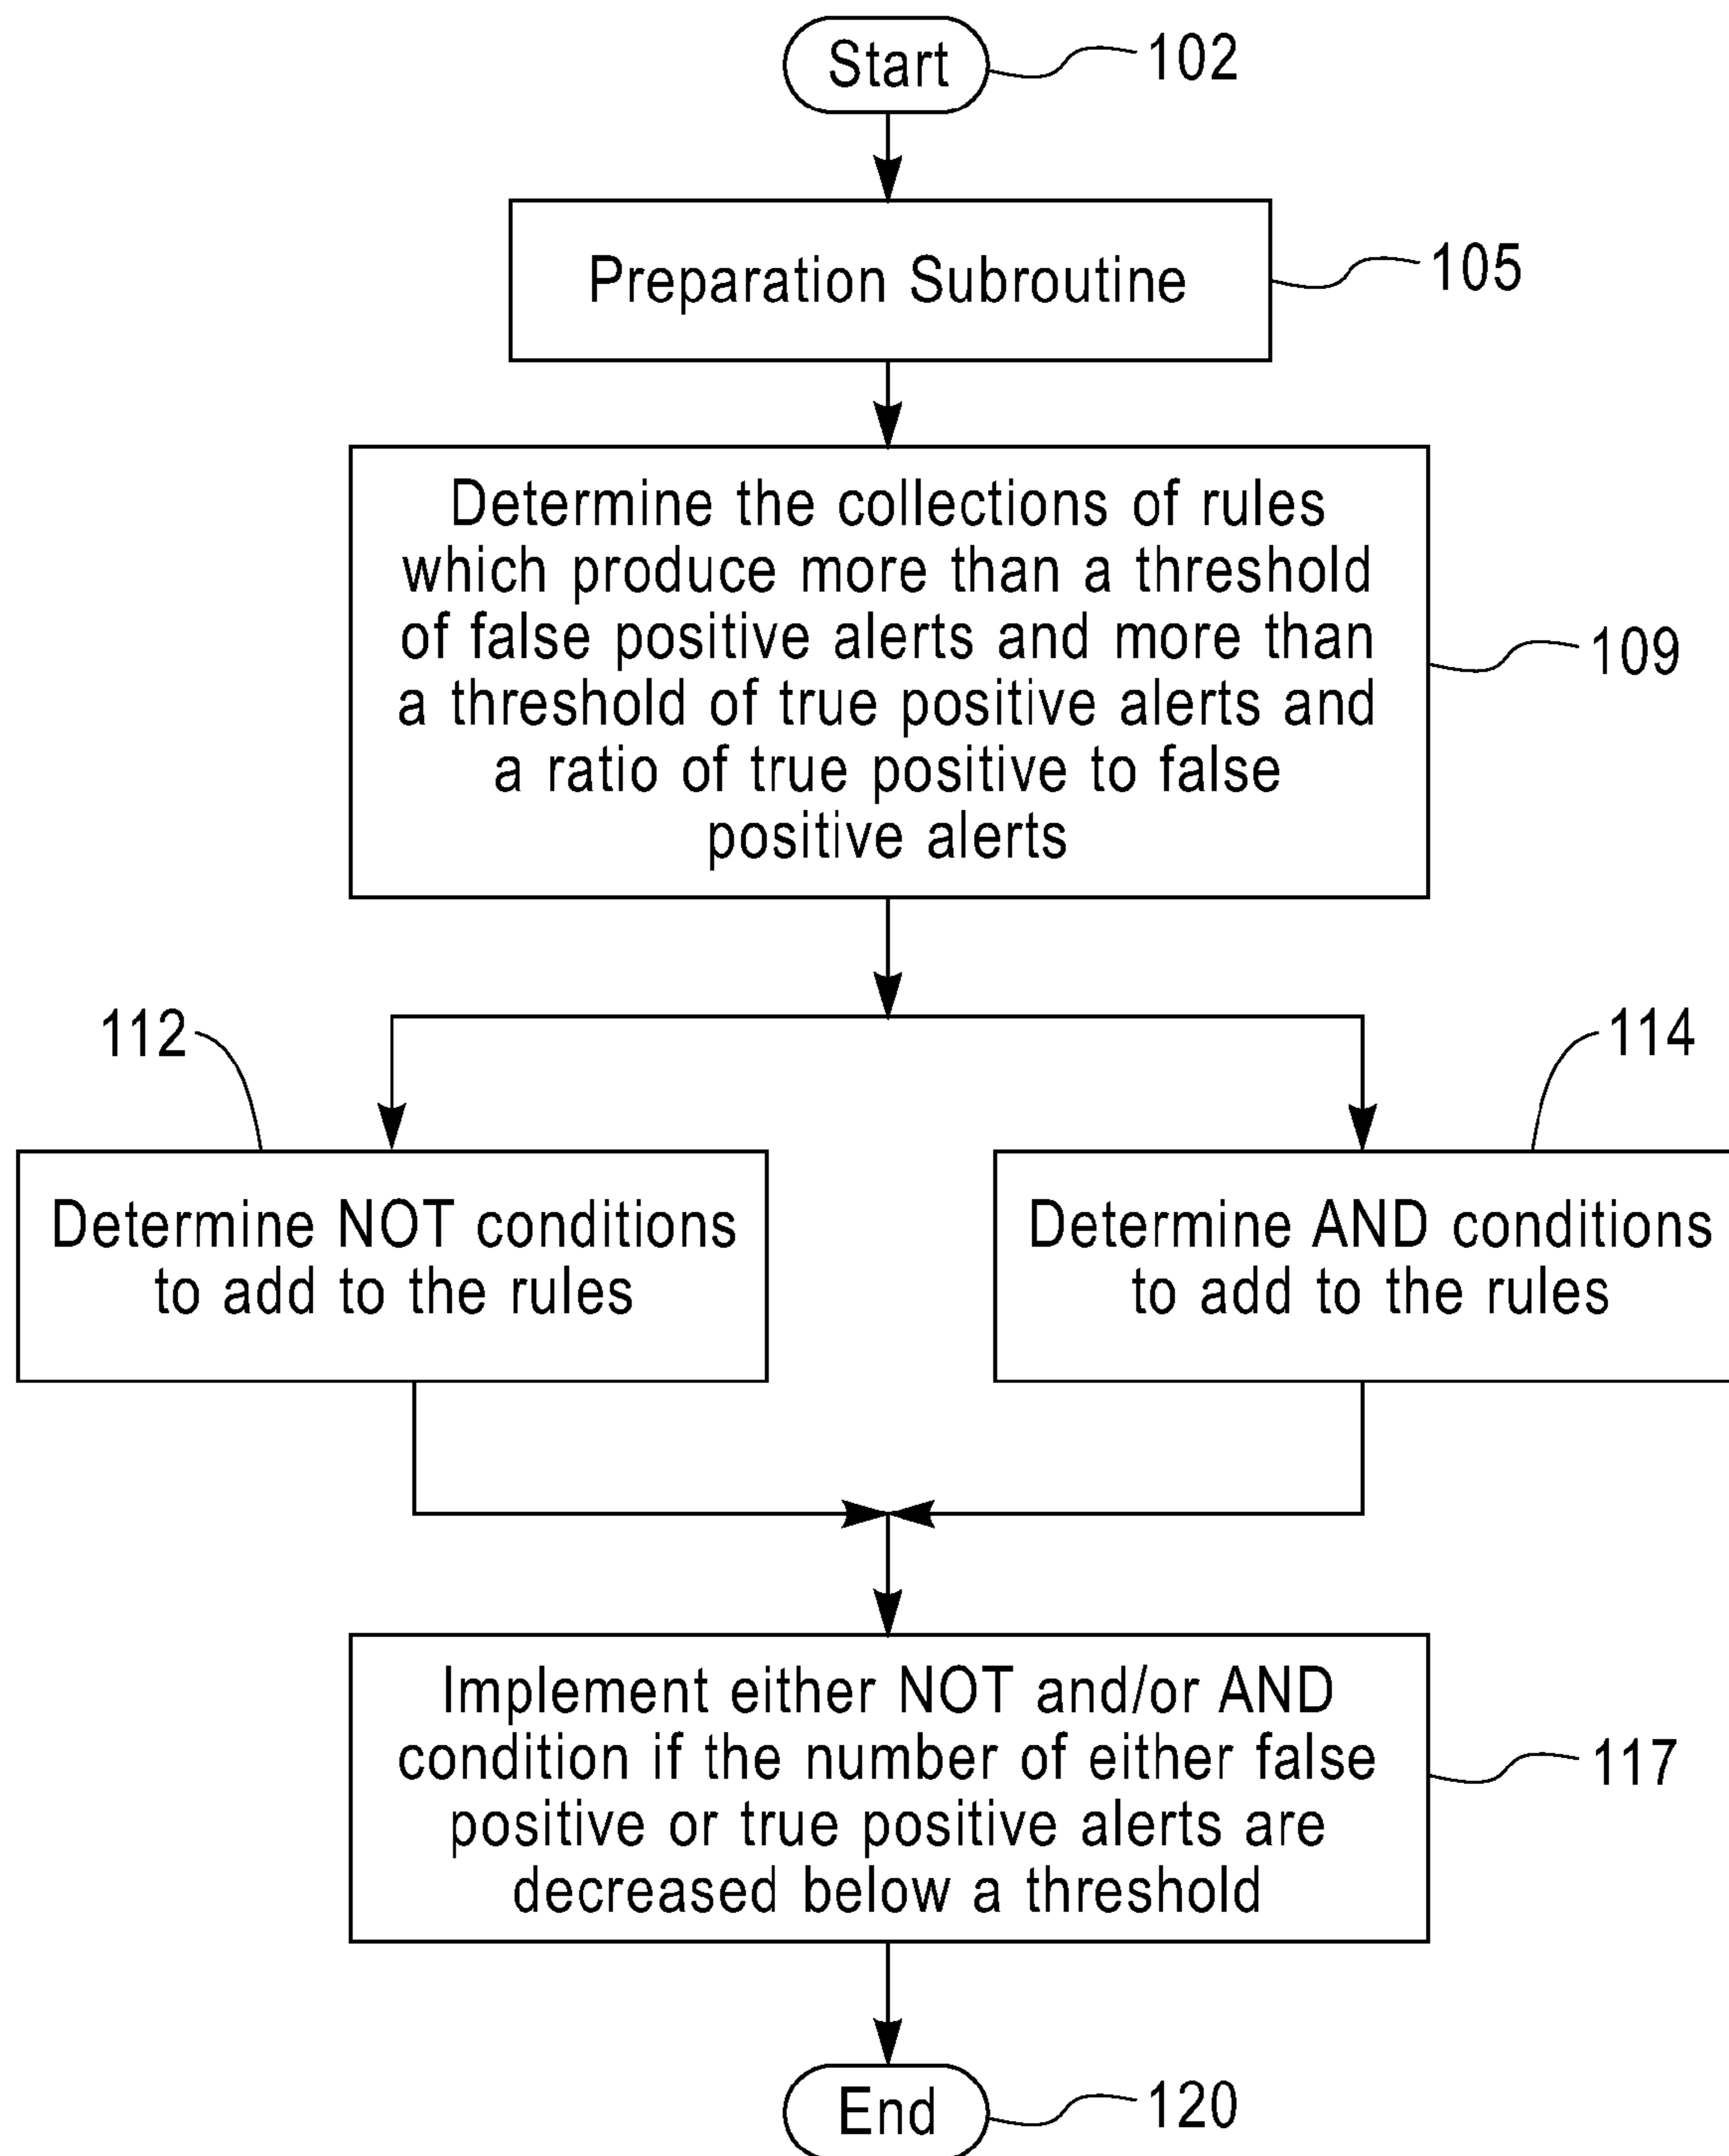 Start
102
Preparation Subroutine
105
Determine the collections of rules
which produce more than a threshold
of false positive alerts and more than
a threshold of true positive alerts and
a ratio of true positive to false
positive alerts
109
112
114
Determine NOT conditions
to add to the rules
Determine AND conditions
to add to the rules
Implement either NOT and/or AND
condition if the number of either false
positive or true positive alerts are
decreased below a threshold
117
End
120